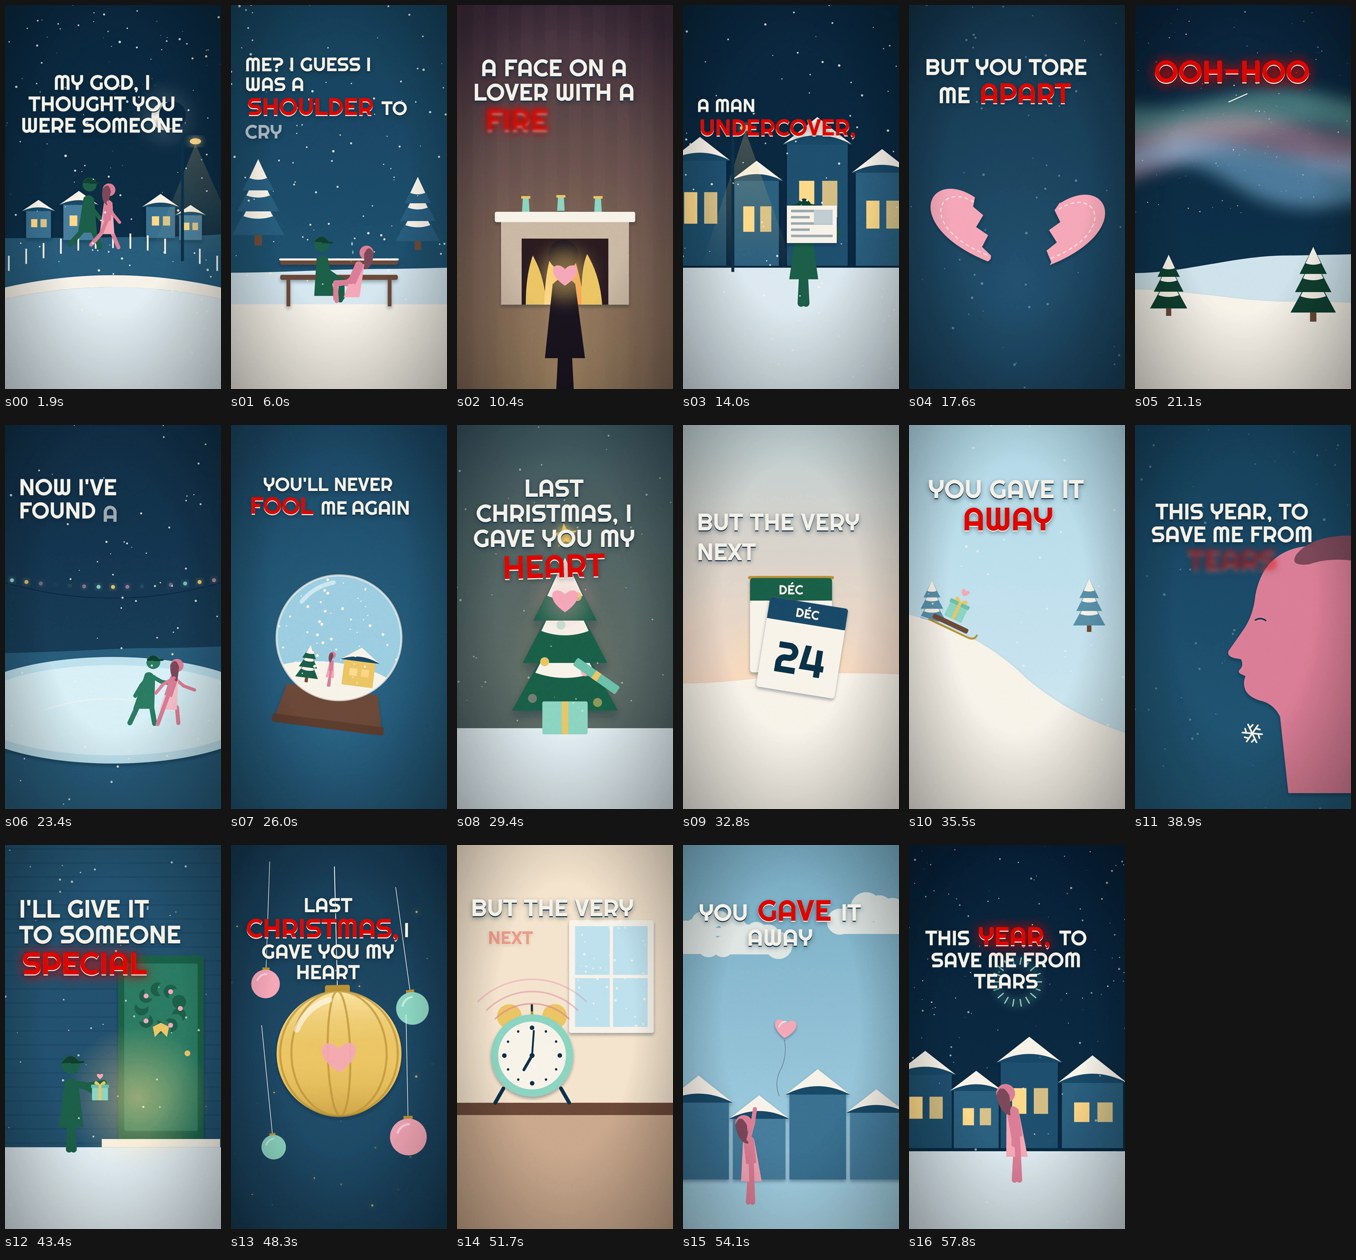 MY GOD, I
THOUGHT YOU
WERE SOMEONE
s00 1.9s
ME? I GUESS I
WAS A
SHOULDER TO
CRY
s01 6.0s
A FACE ON A
LOVER WITH A
FIRE
s02 10.4s
A MAN
UNDERCOVER,
s03 14.0s
BUT YOU TORE
ME APART
s04 17.6s
OOH-HOO
s05 21.1s
NOW I'VE
FOUND A
s06 23.4s
YOU'LL NEVER
FOOL ME AGAIN
s07 26.0s
LAST
CHRISTMAS, I
GAVE YOU MY
HEART
s08 29.4s
BUT THE VERY
NEXT
DÉC
DÉC
24
s09 32.8s
YOU GAVE IT
AWAY
s10 35.5s
THIS YEAR, TO
SAVE ME FROM
TEARS
s11 38.9s
I'LL GIVE IT
TO SOMEONE
SPECIAL
s12 43.4s
LAST
CHRISTMAS, I
GAVE YOU MY
HEART
s13 48.3s
BUT THE VERY
NEXT
s14 51.7s
YOU GAVE IT
AWAY
s15 54.1s
THIS YEAR, TO
SAVE ME FROM
TEARS
s16 57.8s